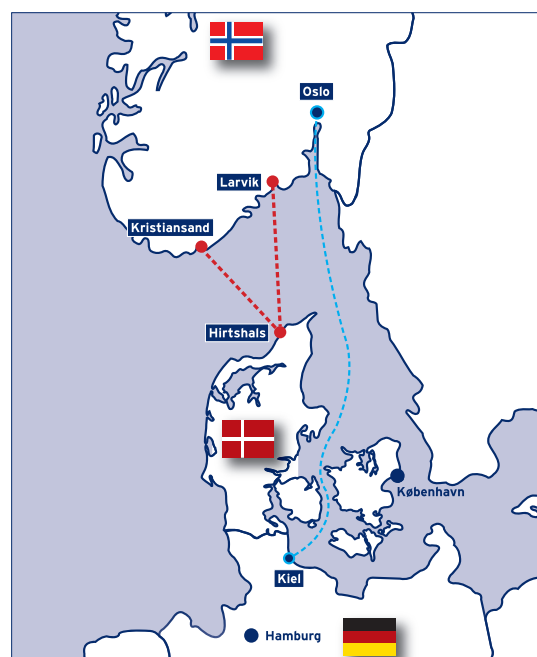 Oslo
Larvik
Kristiansand
Hirtshals
København
Kiel
Hamburg